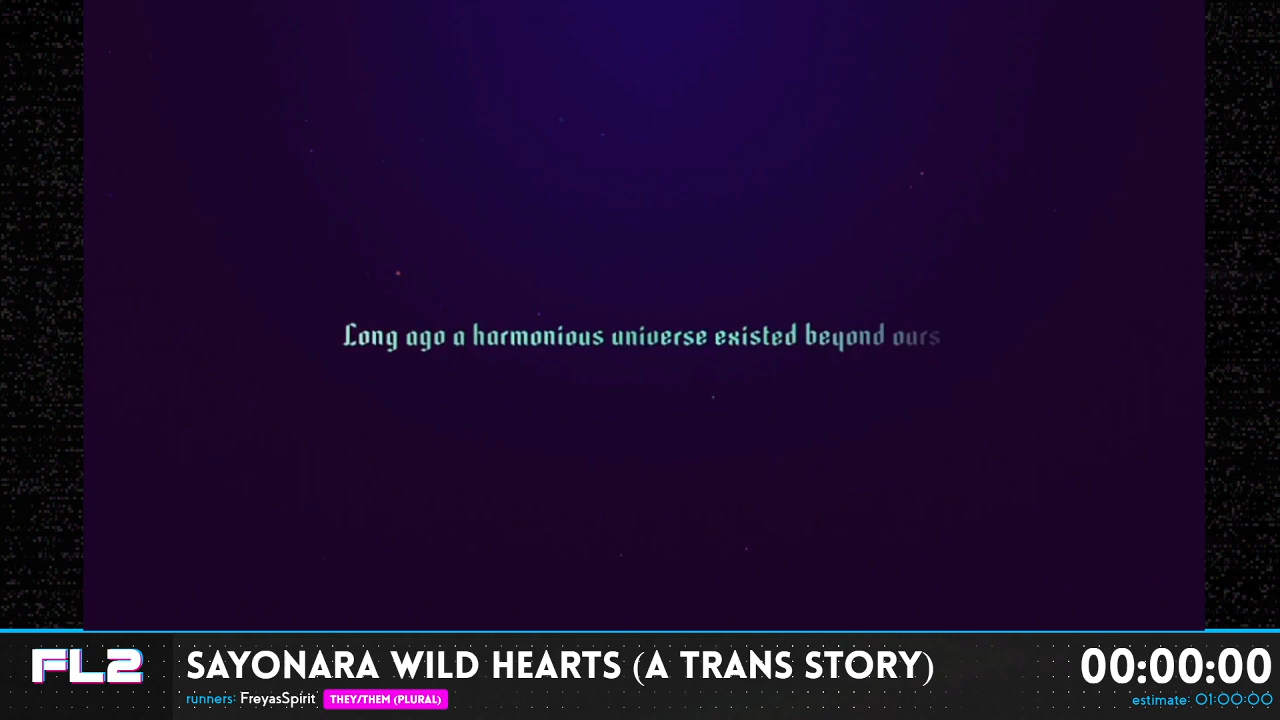 Long ago a harmonious universe existed beyond ours
FL2
SAYONARA WILD HEARTS (A TRANS STORY)
00:00:00
runners: FreyasSpirit THEY/THEM (PLURAL)
estimate: 01:00:00